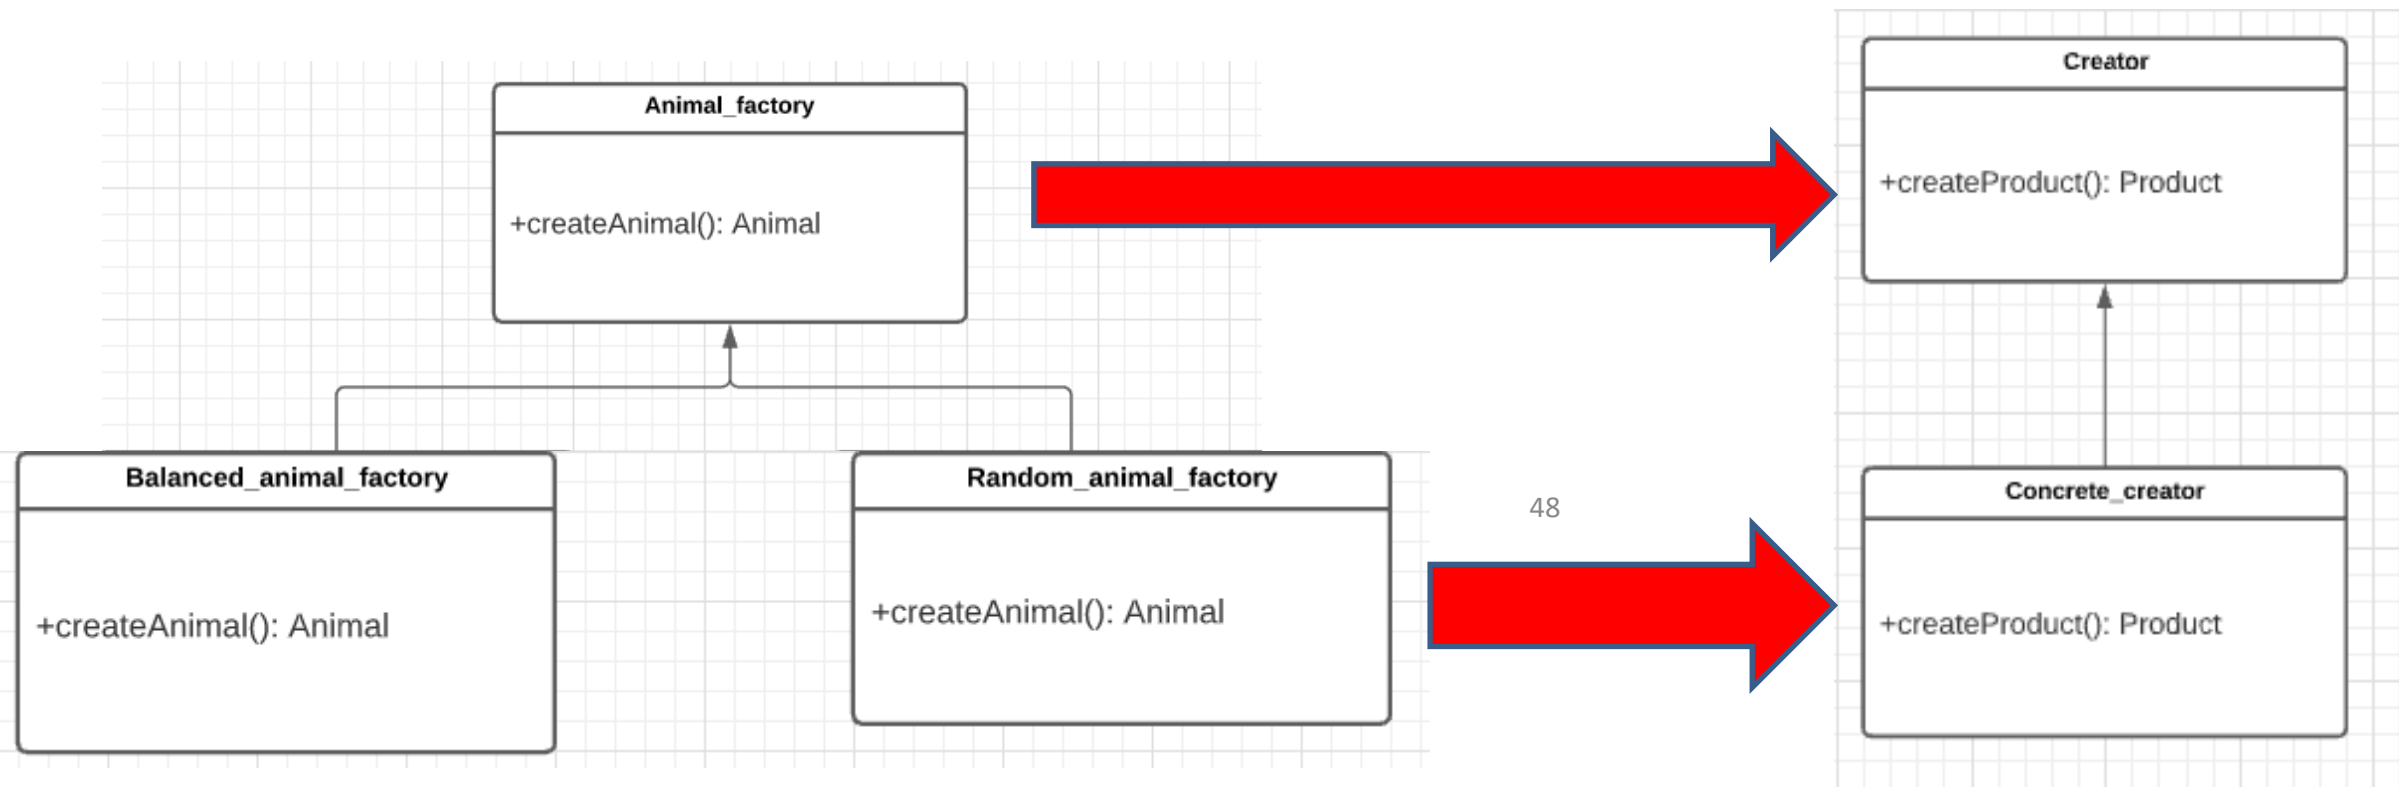 Animal_factory
+createAnimal(): Animal
Balanced_animal_factory
+createAnimal(): Animal
Random_animal_factory
+createAnimal(): Animal
48
Creator
+createProduct(): Product
Concrete_creator
+createProduct(): Product